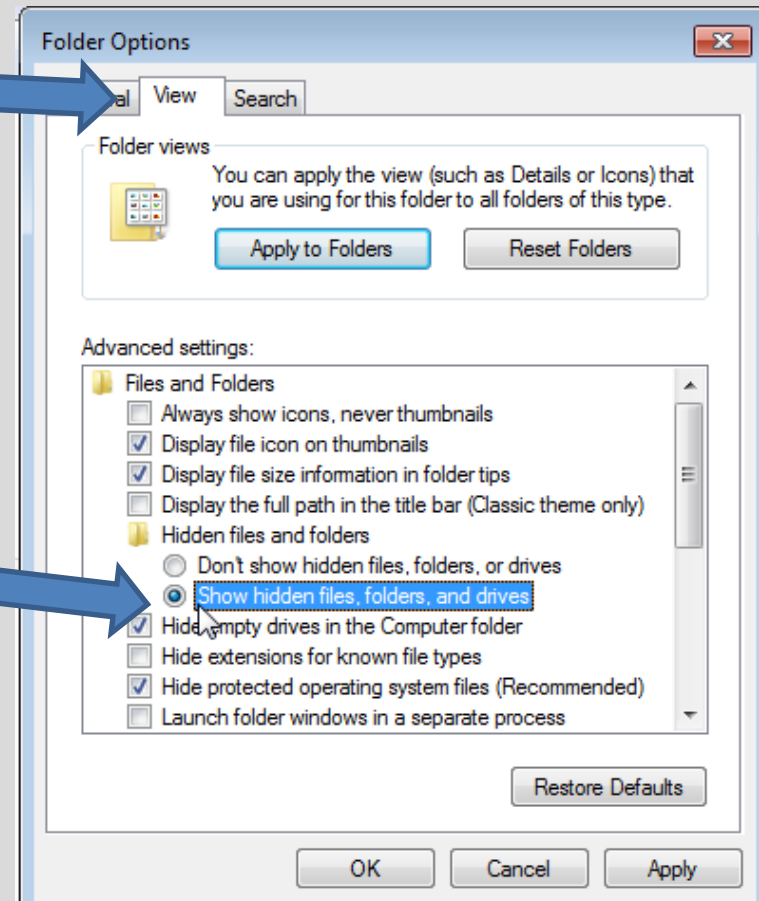 Folder Options
al View Search
Folder views
You can apply the view (such as Details or Icons) that
you are using for this folder to all folders of this type.
Apply to Folders Reset Folders
Advanced settings:
Files and Folders
Always show icons, never thumbnails
Display file icon on thumbnails
Display file size information in folder tips
Display the full path in the title bar (Classic theme only)
Hidden files and folders
Don't show hidden files, folders, or drives
Show hidden files, folders, and drives
Hide empty drives in the Computer folder
Hide extensions for known file types
Hide protected operating system files (Recommended)
Launch folder windows in a separate process
Restore Defaults
OK Cancel Apply